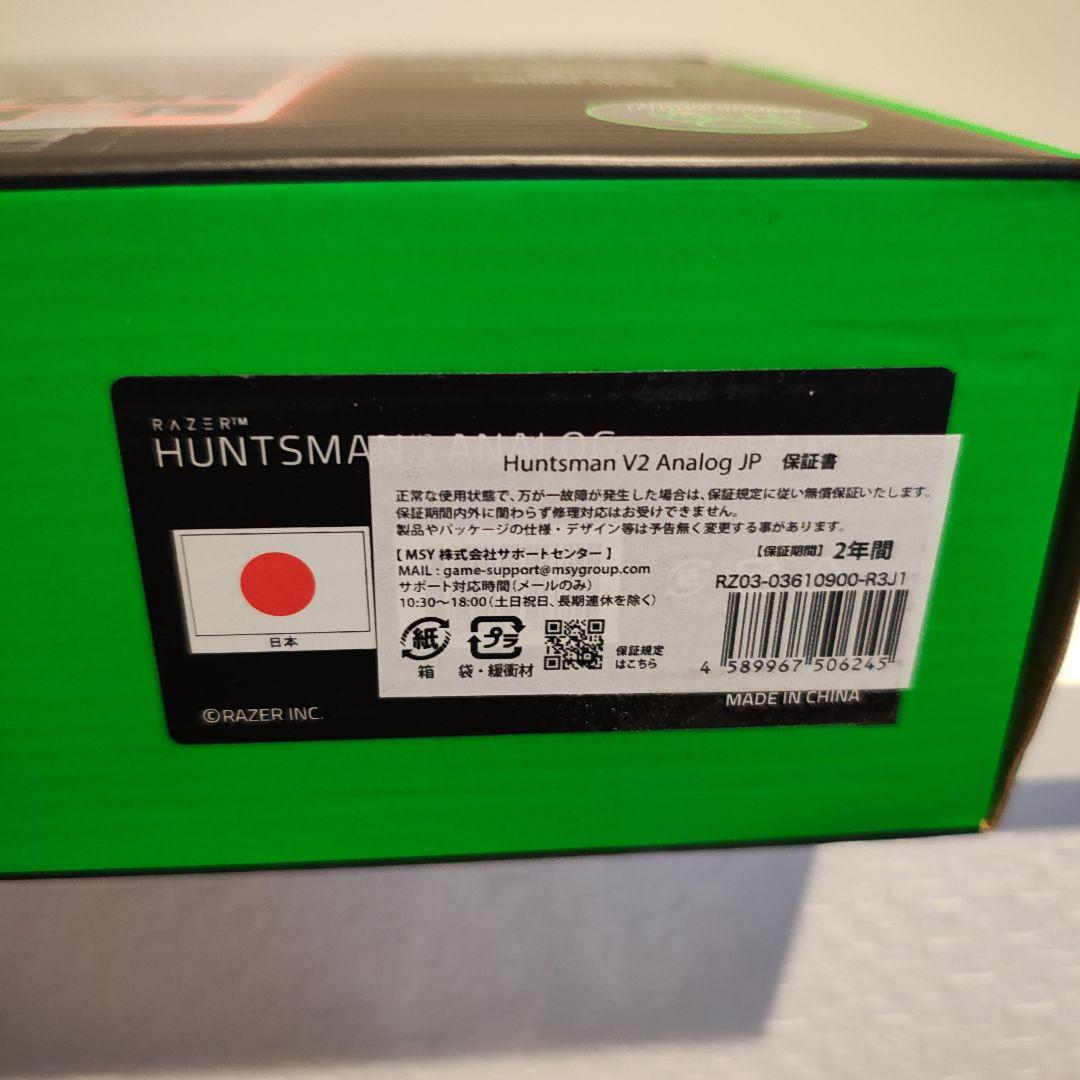 RAZER™
HUNTSMAN V2 ANALOG
Huntsman V2 Analog JP 保証書
正常な使用状態で、万が一故障が発生した場合は、保証規定に従い無償保証いたします。
保証期間内外に関わらず修理対応はお受けできません。
製品やパッケージの仕様・デザイン等は予告無く変更する事があります。
【MSY 株式会社サポートセンター】
【保証期間】 2年間
MAIL : game-support@msygroup.com
RZ03-03610900-R3J1
サポート対応時間(メールのみ)
10:30～18:00(土日祝日、長期連休を除く)
紙
プラ
箱
袋・緩衝材
保証規定
はこちら
4 589967 506245
日本
©RAZER INC.
MADE IN CHINA